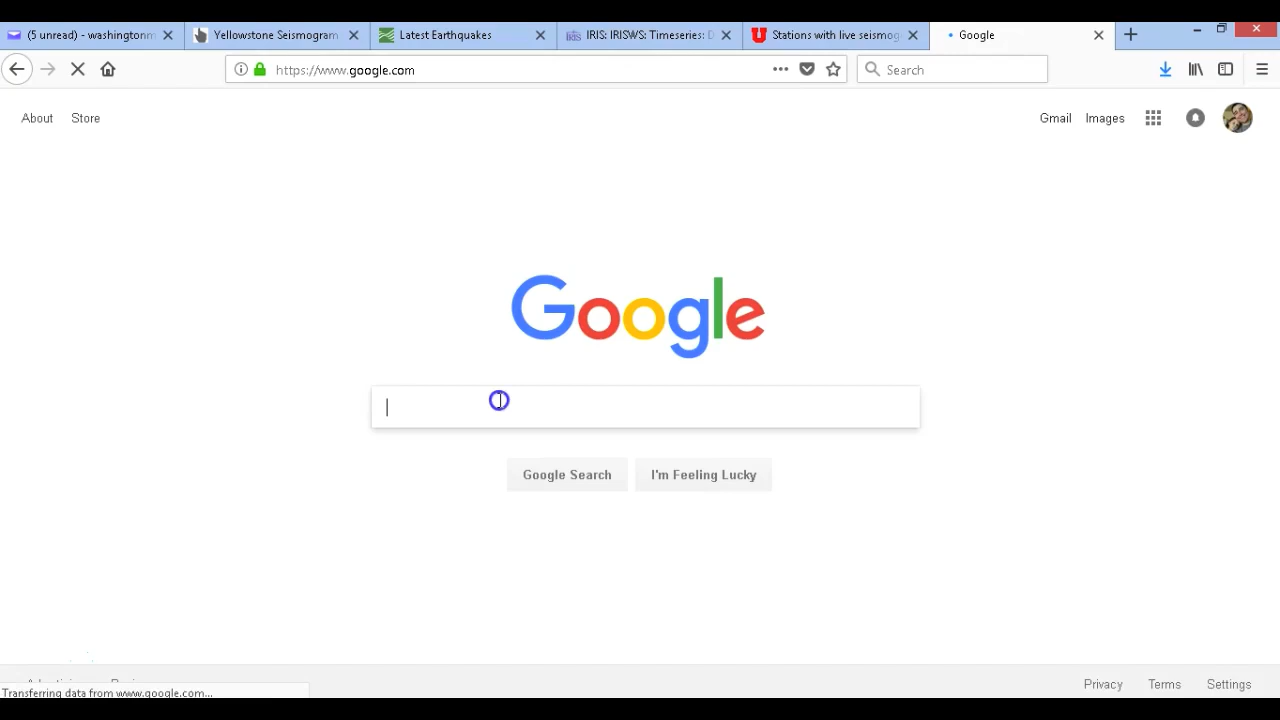 (5 unread) - washingtonm
Yellowstone Seismogram
Latest Earthquakes
IRIS: IRISWS: Timeseries: D
Stations with live seismog
Google
https://www.google.com
Search
About Store
Gmail Images
Google
Google Search I'm Feeling Lucky
Privacy Terms Settings
Transferring data from www.google.com...